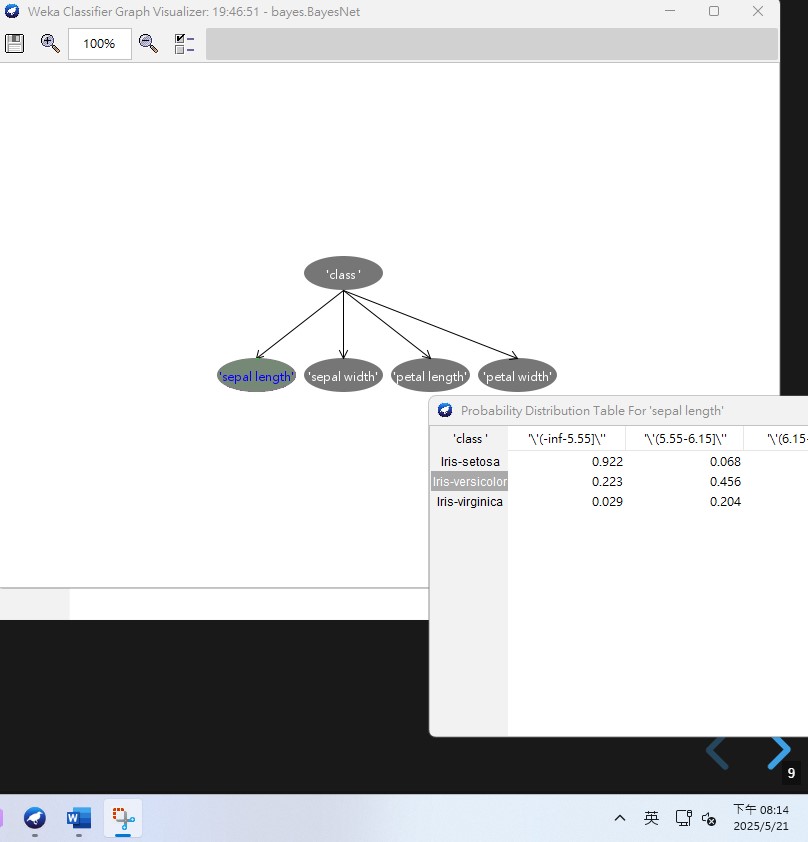 Weka Classifier Graph Visualizer: 19:46:51 - bayes.BayesNet
100%
'class '
'sepal length' 'sepal width' 'petal length' 'petal width'
Probability Distribution Table For 'sepal length'
'class ' '\'(-inf-5.55]\'' '\'(5.55-6.15]\'' '\'(6.15-
Iris-setosa 0.922 0.068
Iris-versicolor 0.223 0.456
Iris-virginica 0.029 0.204
9
W
英
下午 08:14
2025/5/21